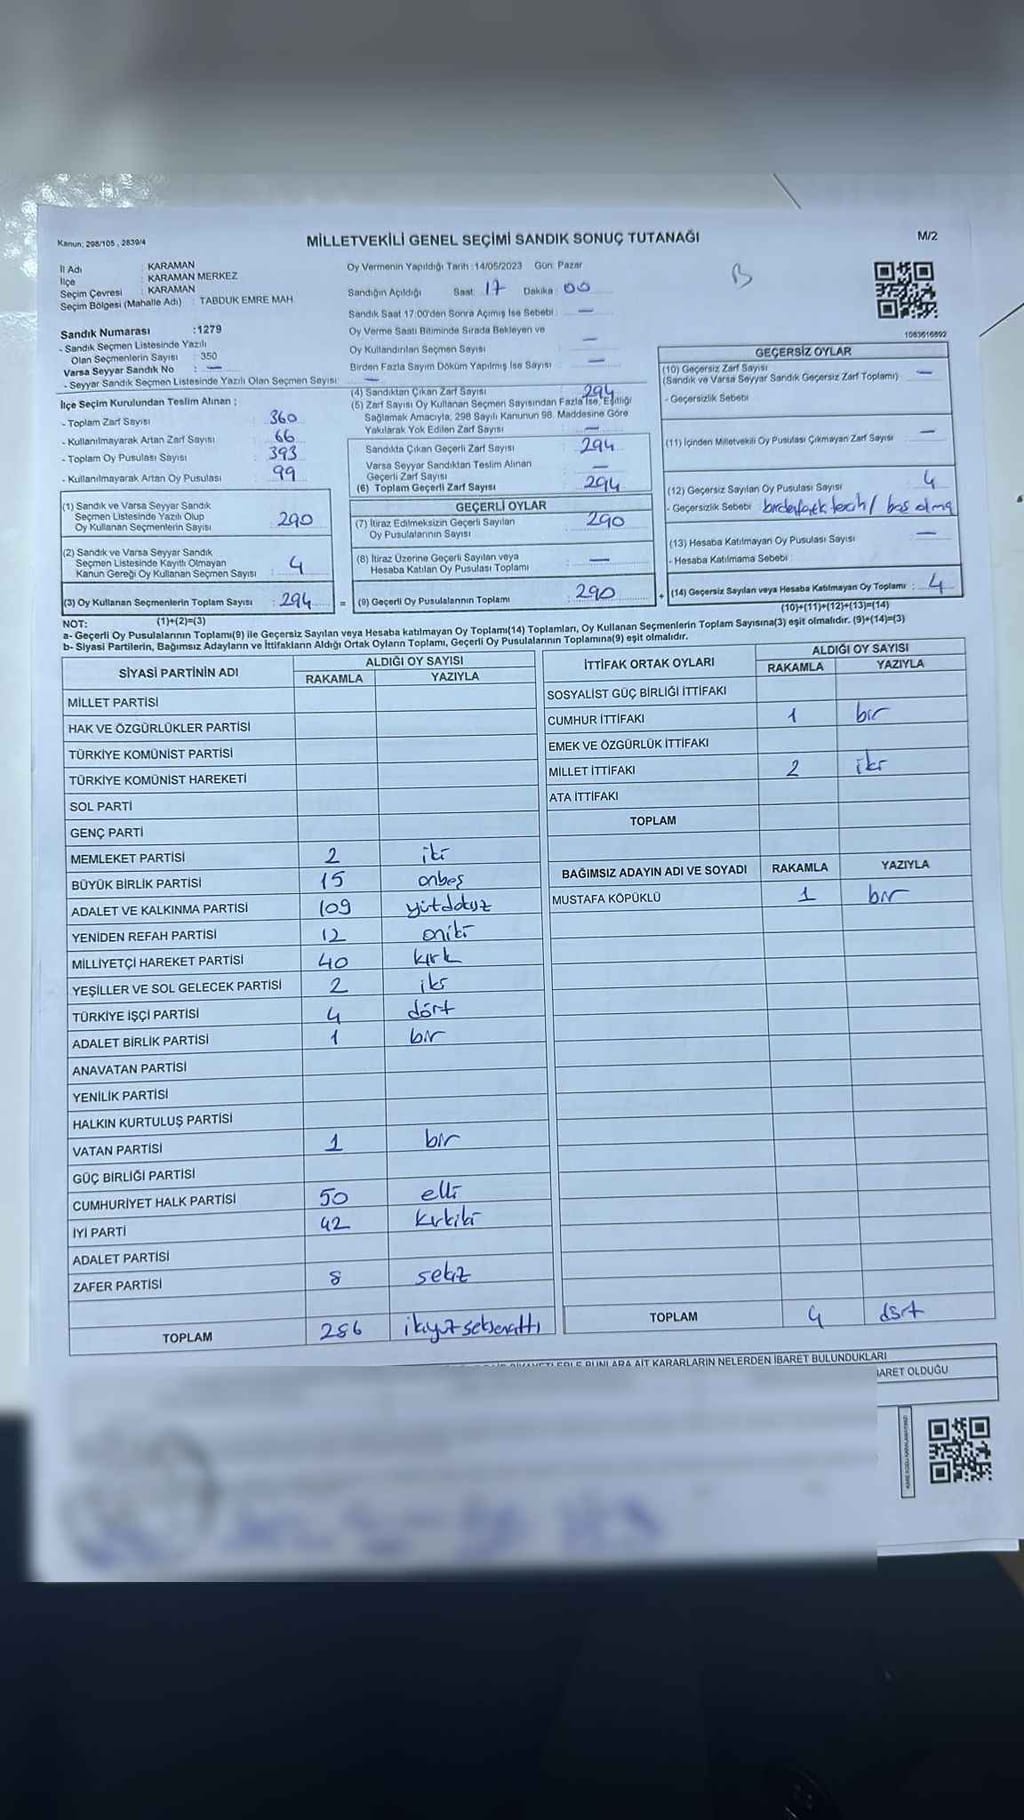 Kanun: 298/105 , 2839/4
MİLLETVEKİLİ GENEL SEÇİMİ SANDIK SONUÇ TUTANAĞI
M/2
İl Adı : KARAMAN
İlçe : KARAMAN MERKEZ
Seçim Çevresi : KARAMAN
Seçim Bölgesi (Mahalle Adı) : TABDUK EMRE MAH
Sandık Numarası :1279
- Sandık Seçmen Listesinde Yazılı
Olan Seçmenlerin Sayısı : 350
Varsa Seyyar Sandık No : —
- Seyyar Sandık Seçmen Listesinde Yazılı Olan Seçmen Sayısı : —
Oy Vermenin Yapıldığı Tarih :14/05/2023 Gün: Pazar
Sandığın Açıldığı Saat: 17 Dakika: 00
Sandık Saat 17:00'den Sonra Açımış İse Sebebi : —
Oy Verme Saati Bitiminde Sırada Bekleyen ve
Oy Kullandırılan Seçmen Sayısı : —
Birden Fazla Sayım Döküm Yapılmış İse Sayısı : —
B
1083616892
İlçe Seçim Kurulundan Teslim Alınan ;
- Toplam Zarf Sayısı : 360
- Kullanılmayarak Artan Zarf Sayısı : 66
- Toplam Oy Pusulası Sayısı : 393
- Kullanılmayarak Artan Oy Pusulası : 99
(4) Sandıktan Çıkan Zarf Sayısı : 294
(5) Zarf Sayısı Oy Kullanan Seçmen Sayısından Fazla İse, Eşitliği
Sağlamak Amacıyla, 298 Sayılı Kanunun 98. Maddesine Göre
Yakılarak Yok Edilen Zarf Sayısı : —
Sandıkta Çıkan Geçerli Zarf Sayısı : 294
Varsa Seyyar Sandıktan Teslim Alınan
Geçerli Zarf Sayısı : —
(6) Toplam Geçerli Zarf Sayısı : 294
GEÇERSİZ OYLAR
(10) Geçersiz Zarf Sayısı
(Sandık ve Varsa Seyyar Sandık Geçersiz Zarf Toplamı) : —
- Geçersizlik Sebebi :
(11) İçinden Milletvekili Oy Pusulası Çıkmayan Zarf Sayısı : —
(12) Geçersiz Sayılan Oy Pusulası Sayısı : 4
- Geçersizlik Sebebi : / boş olma
(13) Hesaba Katılmayan Oy Pusulası Sayısı : —
- Hesaba Katılmama Sebebi :
(14) Geçersiz Sayılan veya Hesaba Katılmayan Oy Toplamı : 4
(10)+(11)+(12)+(13)=(14)
(1) Sandık ve Varsa Seyyar Sandık
Seçmen Listesinde Yazılı Olup
Oy Kullanan Seçmenlerin Sayısı : 290
(2) Sandık ve Varsa Seyyar Sandık
Seçmen Listesinde Kayıtlı Olmayan
Kanun Gereği Oy Kullanan Seçmen Sayısı : 4
(3) Oy Kullanan Seçmenlerin Toplam Sayısı : 294
(1)+(2)=(3)
GEÇERLİ OYLAR
(7) İtiraz Edilmeksizin Geçerli Sayılan
Oy Pusulalarının Sayısı : 290
(8) İtiraz Üzerine Geçerli Sayılan veya
Hesaba Katılan Oy Pusulası Toplamı : —
= (9) Geçerli Oy Pusulalarının Toplamı : 290 +
NOT:
a- Geçerli Oy Pusulalarının Toplamı(9) ile Geçersiz Sayılan veya Hesaba katılmayan Oy Toplamı(14) Toplamları, Oy Kullanan Seçmenlerin Toplam Sayısına(3) eşit olmalıdır. (9)+(14)=(3)
b- Siyasi Partilerin, Bağımsız Adayların ve İttifakların Aldığı Ortak Oyların Toplamı, Geçerli Oy Pusulalarının Toplamına(9) eşit olmalıdır.
SİYASİ PARTİNİN ADI ALDIĞI OY SAYISI
RAKAMLA YAZIYLA
MİLLET PARTİSİ
HAK VE ÖZGÜRLÜKLER PARTİSİ
TÜRKİYE KOMÜNİST PARTİSİ
TÜRKİYE KOMÜNİST HAREKETİ
SOL PARTİ
GENÇ PARTİ
MEMLEKET PARTİSİ 2 iki
BÜYÜK BİRLİK PARTİSİ 15 onbeş
ADALET VE KALKINMA PARTİSİ 109 yüzdokuz
YENİDEN REFAH PARTİSİ 12 oniki
MİLLİYETÇİ HAREKET PARTİSİ 40 kırk
YEŞİLLER VE SOL GELECEK PARTİSİ 2 iki
TÜRKİYE İŞÇİ PARTİSİ 4 dört
ADALET BİRLİK PARTİSİ 1 bir
ANAVATAN PARTİSİ
YENİLİK PARTİSİ
HALKIN KURTULUŞ PARTİSİ
VATAN PARTİSİ 1 bir
GÜÇ BİRLİĞİ PARTİSİ
CUMHURİYET HALK PARTİSİ 50 elli
İYİ PARTİ 42 kırkiki
ADALET PARTİSİ
ZAFER PARTİSİ 8 sekiz
TOPLAM 286 ikiyüzseksenaltı
İTTİFAK ORTAK OYLARI ALDIĞI OY SAYISI
RAKAMLA YAZIYLA
SOSYALİST GÜÇ BİRLİĞİ İTTİFAKI
CUMHUR İTTİFAKI 1 bir
EMEK VE ÖZGÜRLÜK İTTİFAKI
MİLLET İTTİFAKI 2 iki
ATA İTTİFAKI
TOPLAM
BAĞIMSIZ ADAYIN ADI VE SOYADI RAKAMLA YAZIYLA
MUSTAFA KÖPÜKLÜ 1 bir
TOPLAM 4 dört
BUNLARA AİT KARARLARIN NELERDEN İBARET BULUNDUKLARI
OLDUĞU